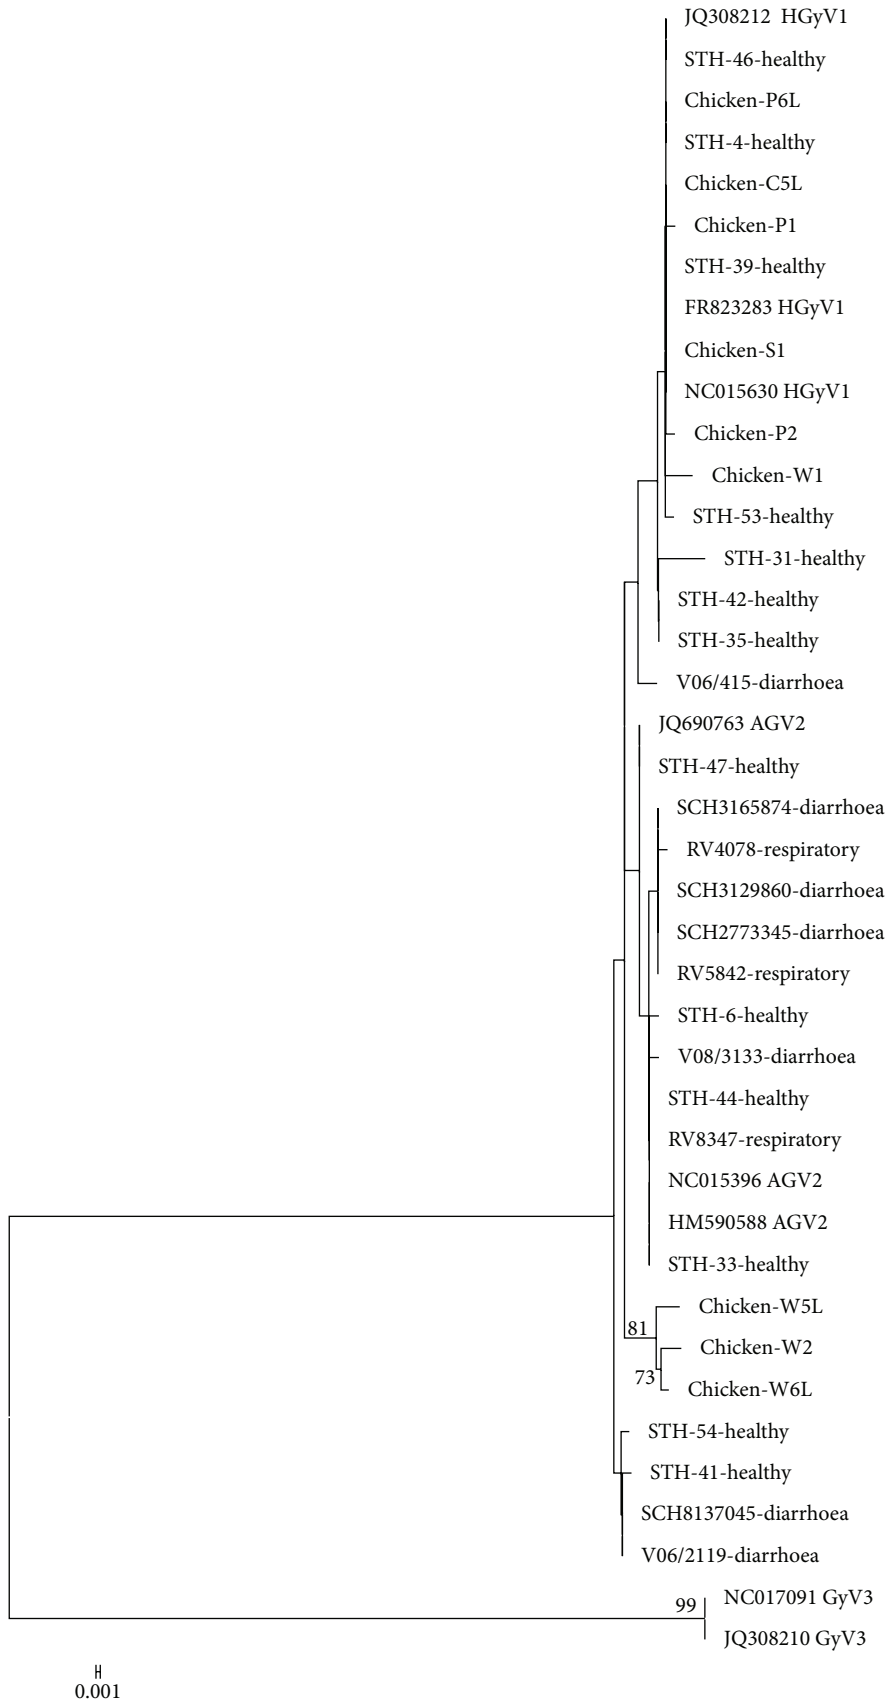 JQ308212 HGyV1
STH-46-healthy
Chicken-P6L
STH-4-healthy
Chicken-C5L
Chicken-P1
STH-39-healthy
FR823283 HGyV1
Chicken-S1
NC015630 HGyV1
Chicken-P2
Chicken-W1
STH-53-healthy
STH-31-healthy
STH-42-healthy
STH-35-healthy
V06/415-diarrhoea
JQ690763 AGV2
STH-47-healthy
SCH3165874-diarrhoea
RV4078-respiratory
SCH3129860-diarrhoea
SCH2773345-diarrhoea
RV5842-respiratory
STH-6-healthy
V08/3133-diarrhoea
STH-44-healthy
RV8347-respiratory
NC015396 AGV2
HM590588 AGV2
STH-33-healthy
Chicken-W5L
81
Chicken-W2
73
Chicken-W6L
STH-54-healthy
STH-41-healthy
SCH8137045-diarrhoea
V06/2119-diarrhoea
NC017091 GyV3
99
JQ308210 GyV3
0.001